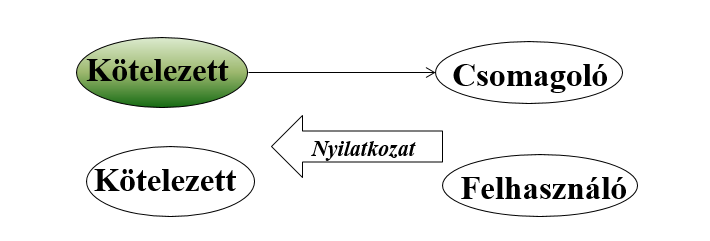 Kötelezett
Csomagoló
Nyilatkozat
Kötelezett
Felhasználó